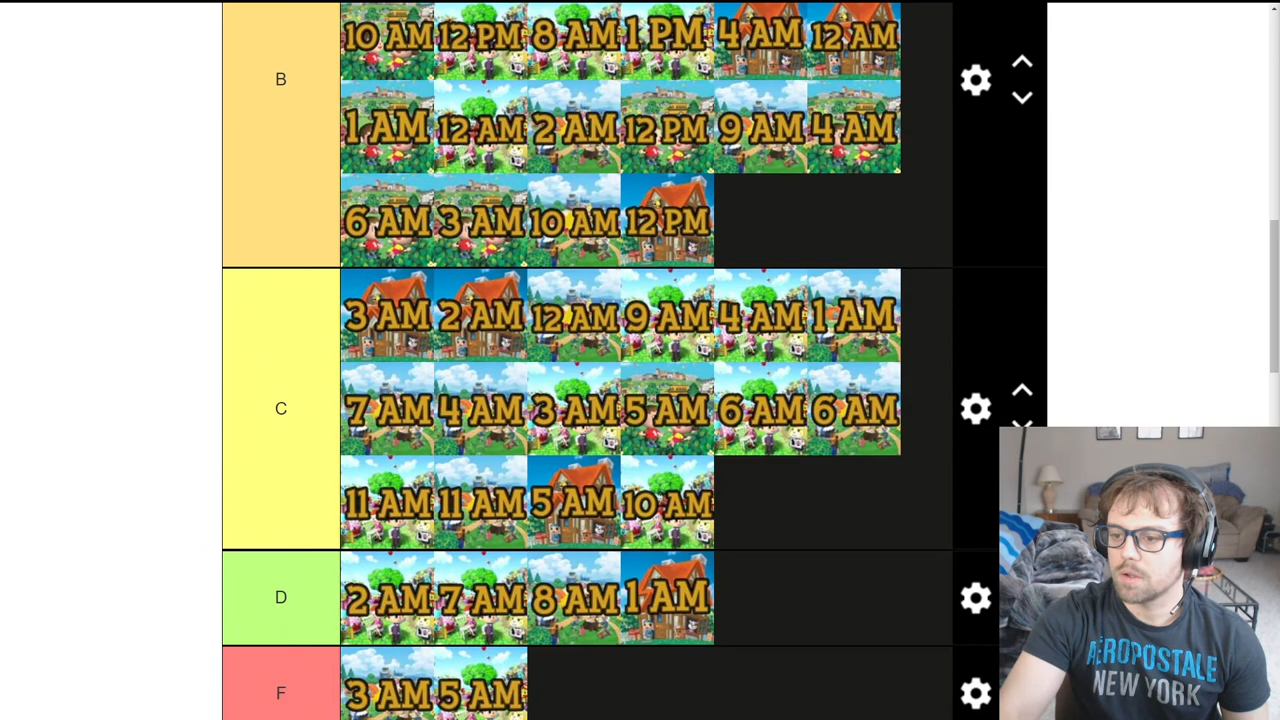 B
10 AM 12 PM 8 AM 1 PM 4 AM 12 AM
1 AM 12 AM 2 AM 12 PM 9 AM 4 AM
6 AM 3 AM 10 AM 12 PM
C
3 AM 2 AM 12 AM 9 AM 4 AM 1 AM
7 AM 4 AM 3 AM 5 AM 6 AM 6 AM
11 AM 11 AM 5 AM 10 AM
D
2 AM 7 AM 8 AM 1 AM
F
3 AM 5 AM
AÉROPOSTALE
NEW YORK